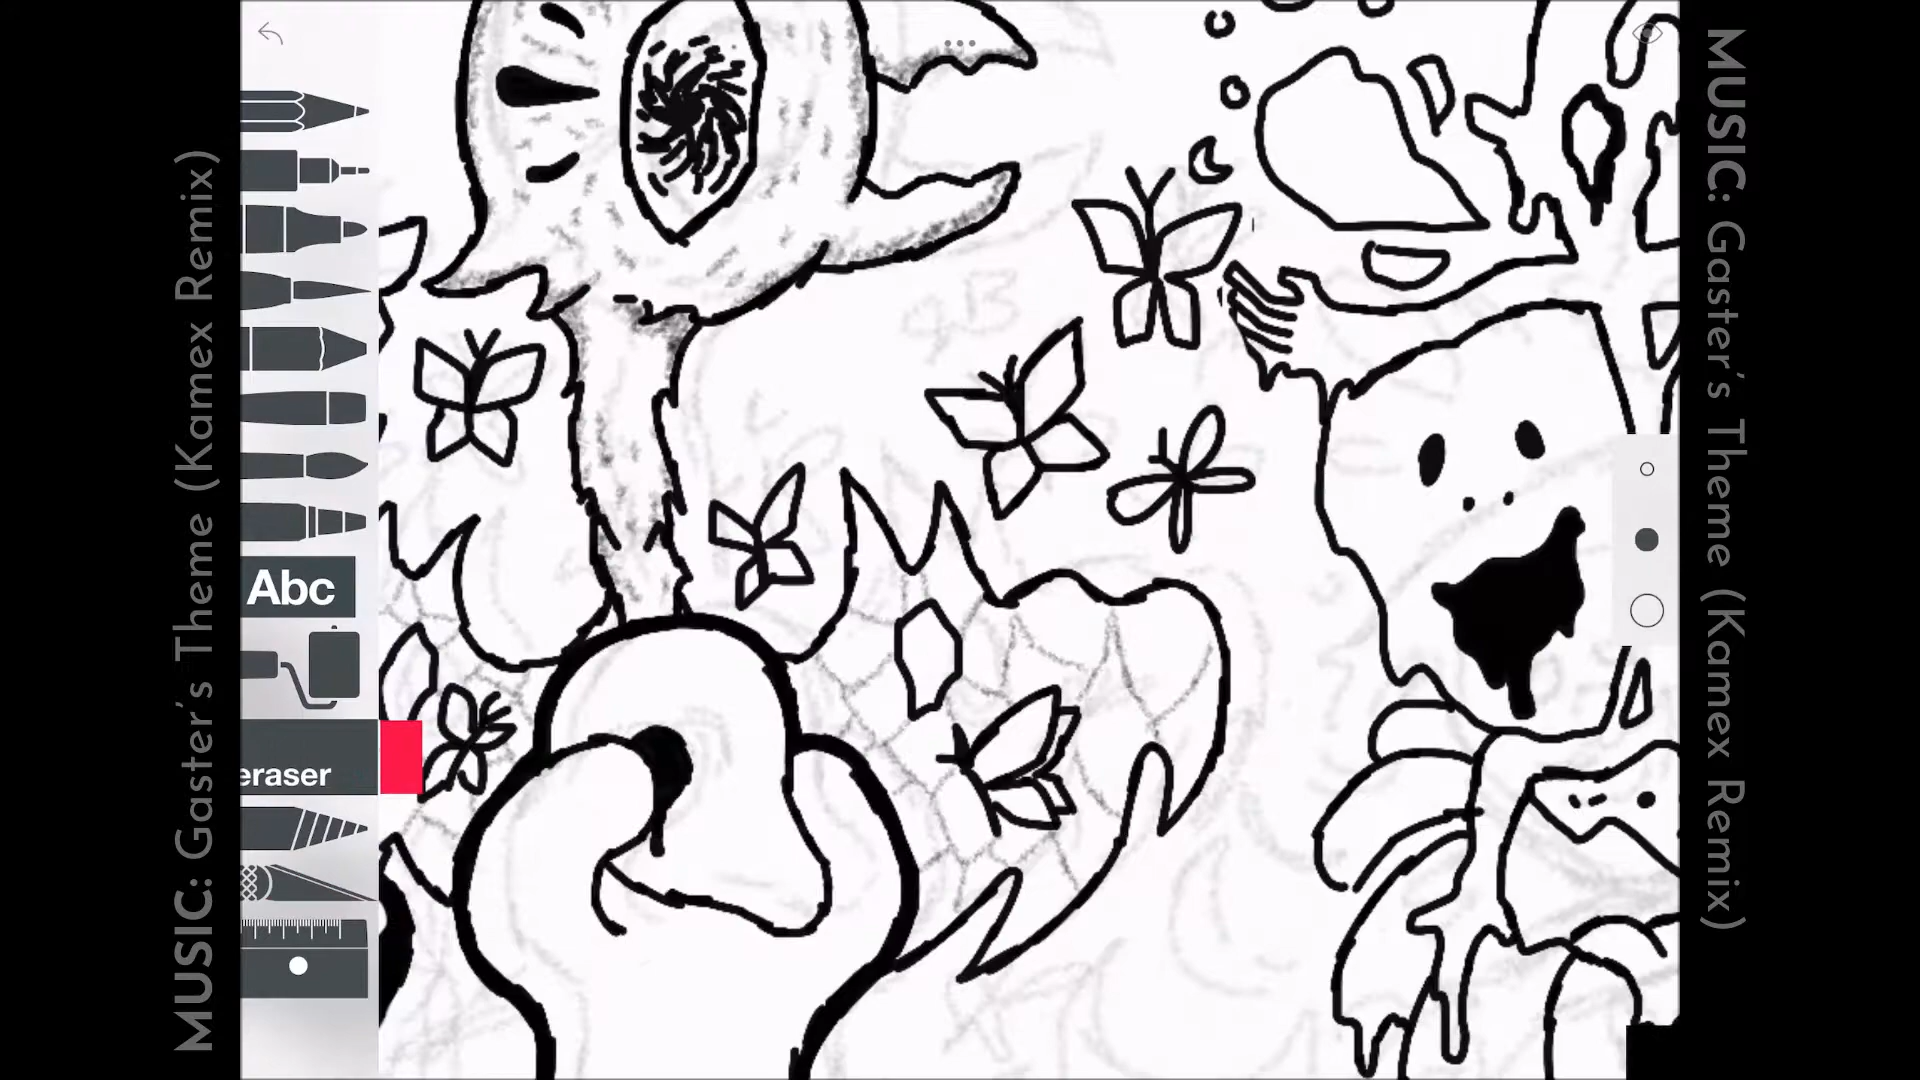 MUSIC: Gaster's Theme (Kamex Remix)
Abc
eraser
MUSIC: Gaster's Theme (Kamex Remix)